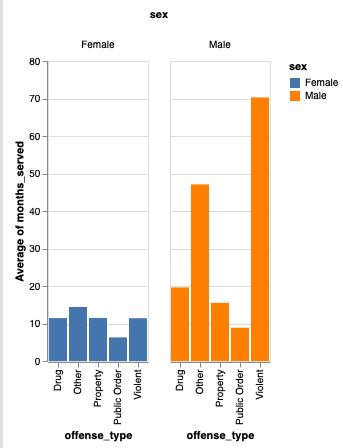 sex
Female
Male
sex
Female
Male
Average of months_served
80
70
60
50
40
30
20
10
0
Drug
Other
Property
Public Order
Violent
Drug
Other
Property
Public Order
Violent
offense_type
offense_type